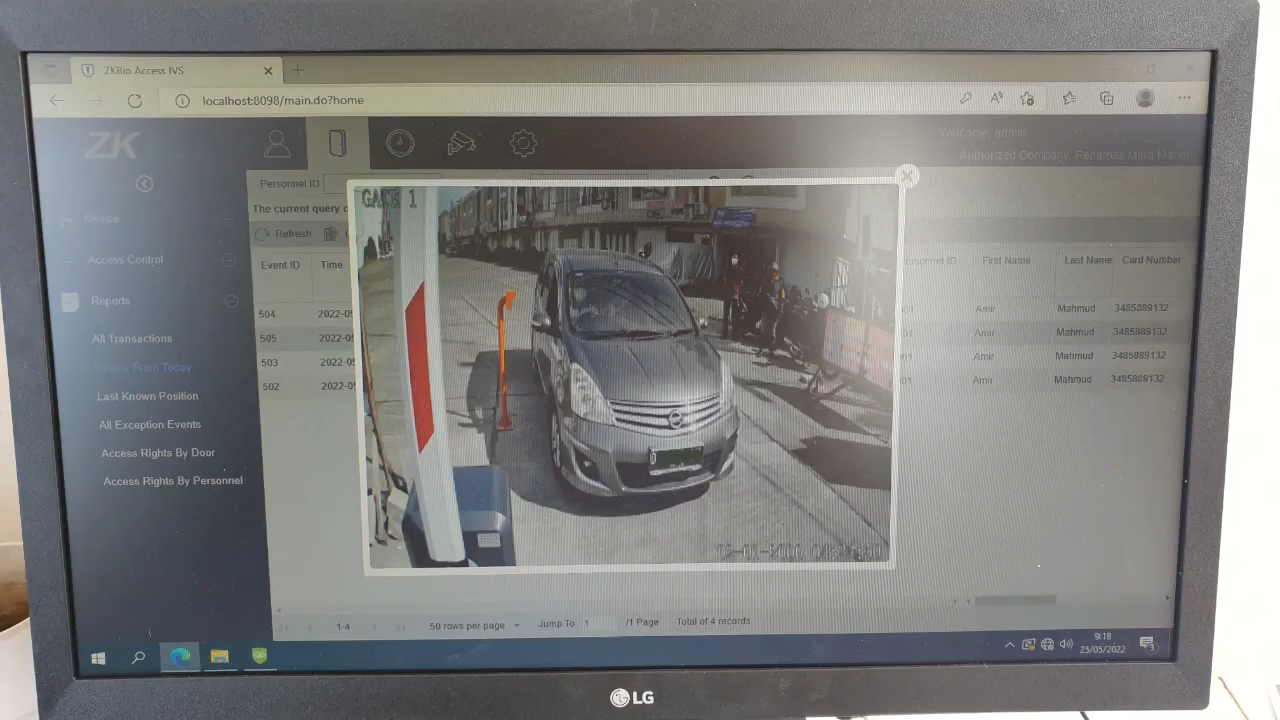 ZKBio Access IVS
localhost:8098/main.do?home
ZK
Welcome: admin
Authorized Company: Penamas Mitra
Personnel ID
The current query
Refresh
Event ID Time
Personnel ID First Name Last Name Card Number
Device
Access Control
Reports
All Transactions
Events From Today
Last Known Position
All Exception Events
Access Rights By Door
Access Rights By Personnel
504 2022-05 Amir Mahmud 3485889132
505 2022-05 Amir Mahmud 3485889132
503 2022-05 Amir Mahmud 3485889132
502 2022-05 Amir Mahmud 3485889132
1-4 50 rows per page Jump To 1 /1 Page Total of 4 records
9:18
25/05/2022
LG